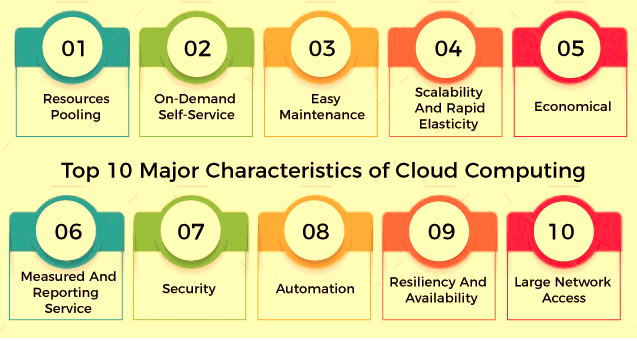 01
02
03
04
05
Resources
Pooling
On-Demand
Self-Service
Easy
Maintenance
Scalability
And Rapid
Elasticity
Economical
Top 10 Major Characteristics of Cloud Computing
06
07
08
09
10
Measured And
Reporting
Service
Security
Automation
Resiliency And
Availability
Large Network
Access